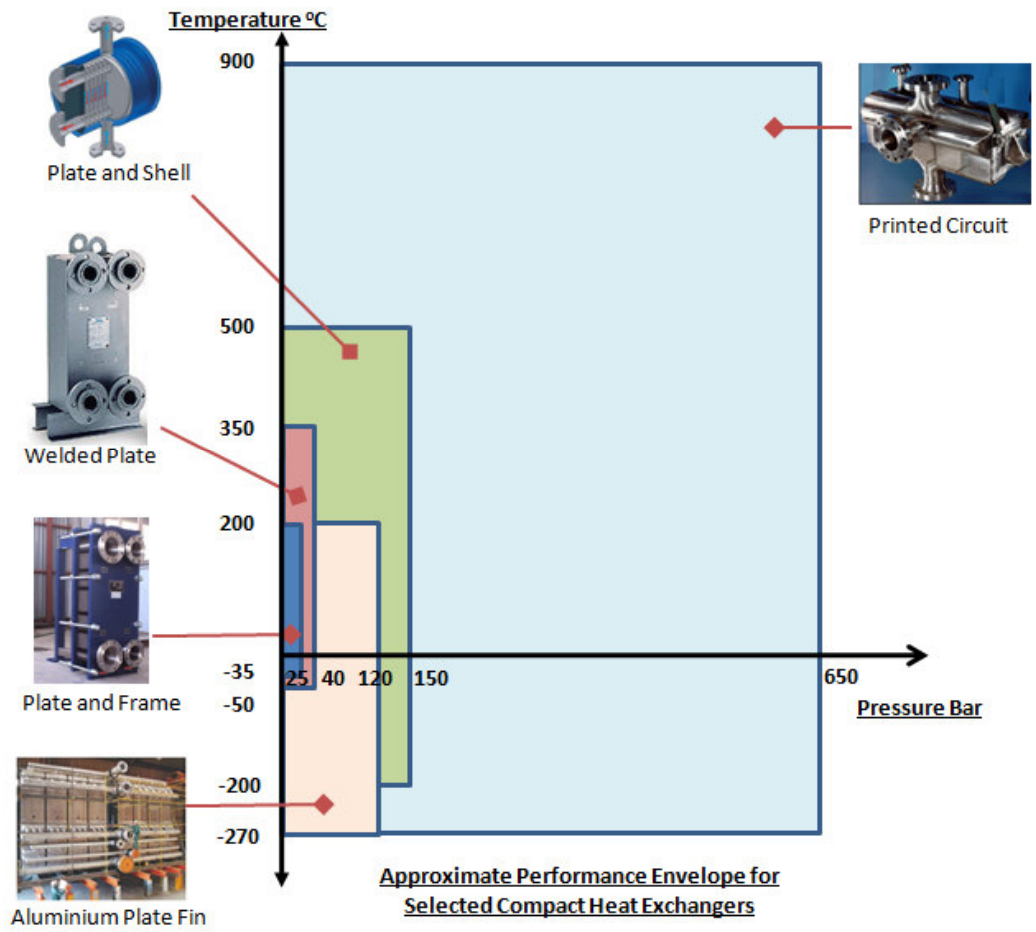 Temperature ºC
900
Plate and Shell
Printed Circuit
500
350
Welded Plate
200
-35
25 40 120 150 650
-50
Pressure Bar
Plate and Frame
-200
-270
Approximate Performance Envelope for
Selected Compact Heat Exchangers
Aluminium Plate Fin